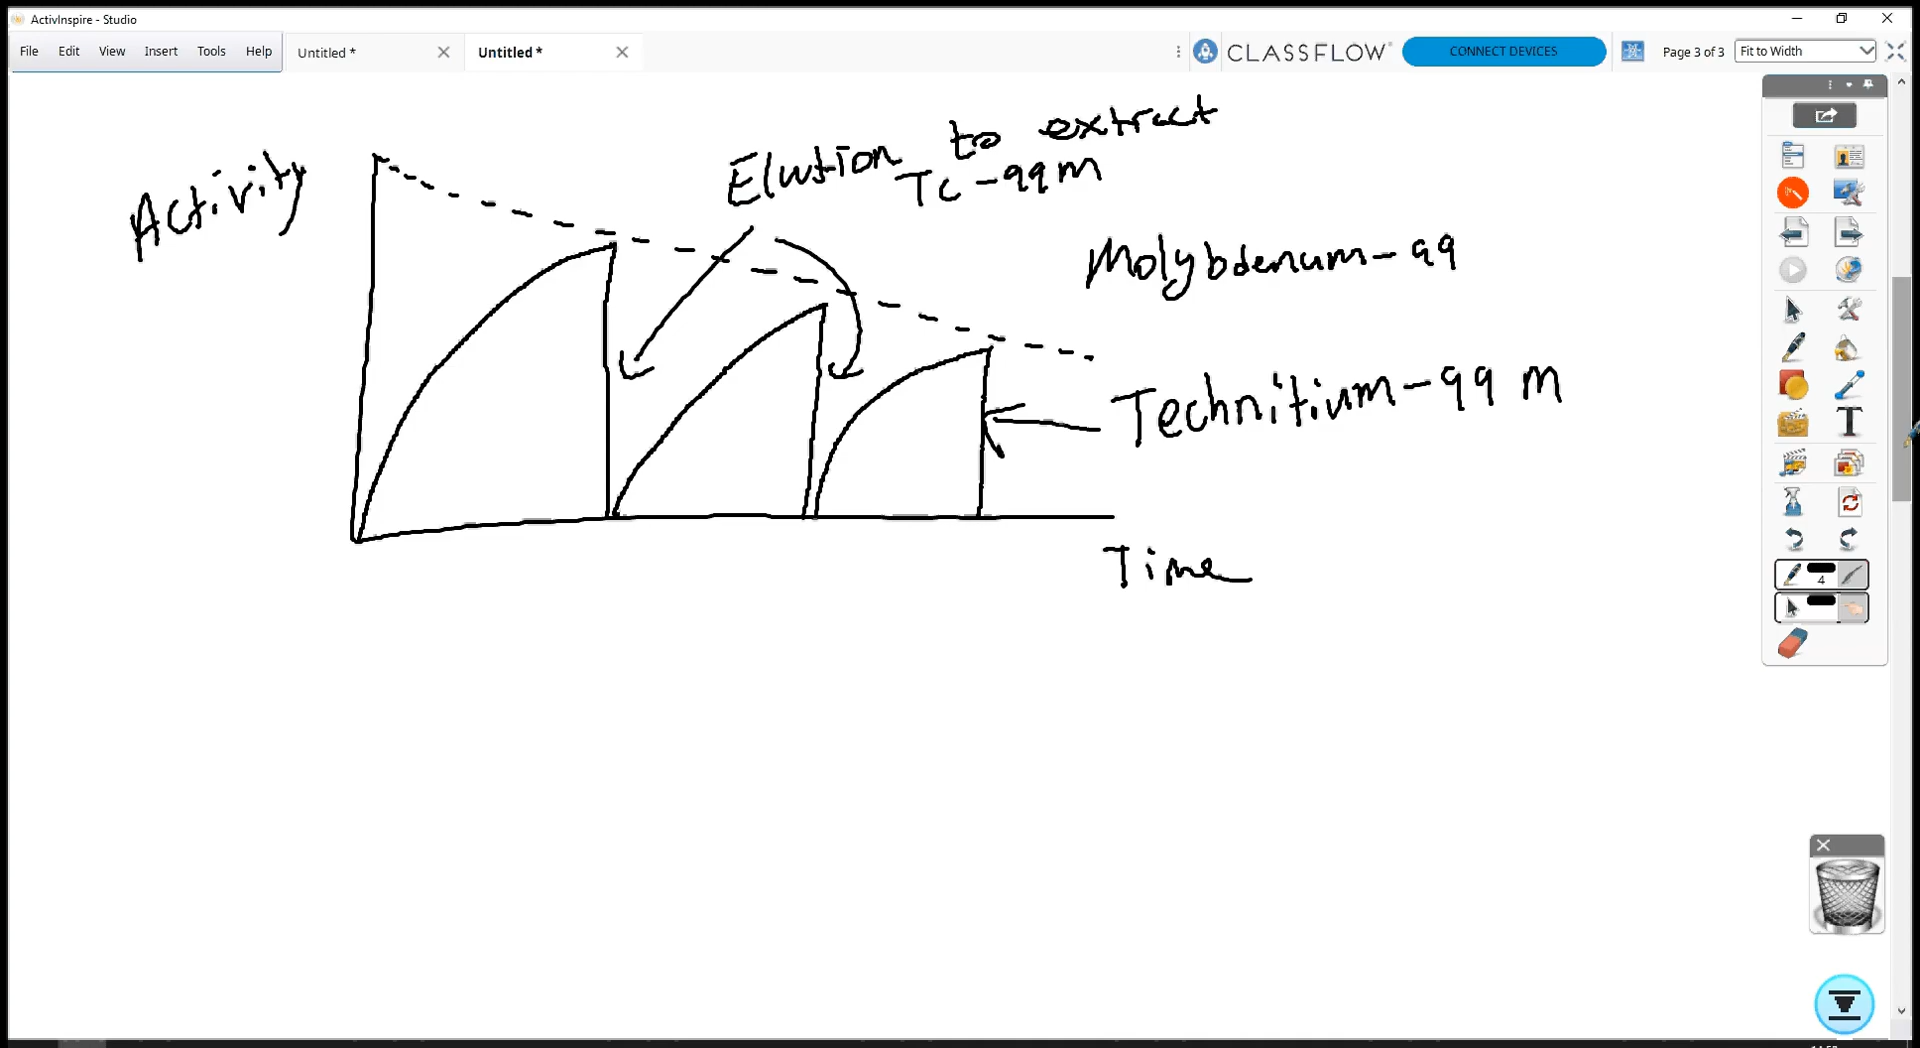 ActivInspire - Studio
File Edit View Insert Tools Help
Untitled *
Untitled *
CLASSFLOW
CONNECT DEVICES
Page 3 of 3
Fit to Width
Activity
Elution to extract
Tc-99m
Molybdenum-99
Technitium-99 m
Time
T
4